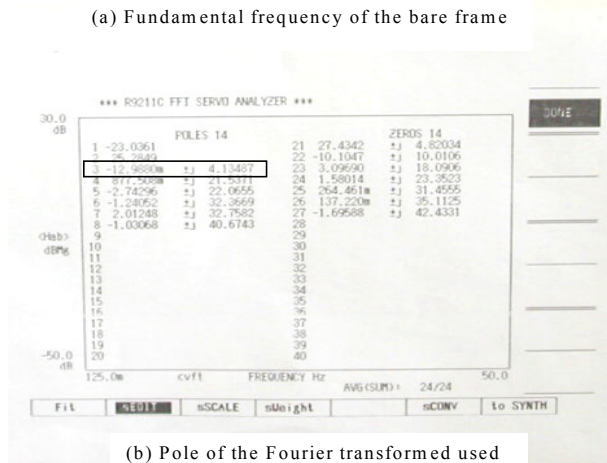 (a) Fundamental frequency of the bare frame
*** R9211C FFT SERVO ANALYZER ***
DONE
30.0
dB
POLES 14 ZEROS 14
1 -23.0361 21 27.4342 ±j 4.82034
2 25.2849 22 -10.1047 ±j 10.0106
3 -12.9880m ±j 4.13487 23 3.09690 ±j 18.0906
4 877.508m ±j 21.5311 24 1.58014 ±j 23.3523
5 -2.74296 ±j 22.0655 25 264.461m ±j 31.4555
6 -1.24052 ±j 32.3669 26 137.220m ±j 35.1125
7 2.01248 ±j 32.7582 27 -1.69588 ±j 42.4331
8 -1.03068 ±j 40.6743 28
<Hab> 9 29
dBMg 10 30
11 31
12 32
13 33
14 34
15 35
16 36
17 37
18 38
19 39
-50.0 20 40
dB
125.0m cvft FREQUENCY Hz 50.0
AVG(SUM): 24/24
Fit sEDIT sSCALE sWeight sCONV to SYNTH
(b) Pole of the Fourier transformed used